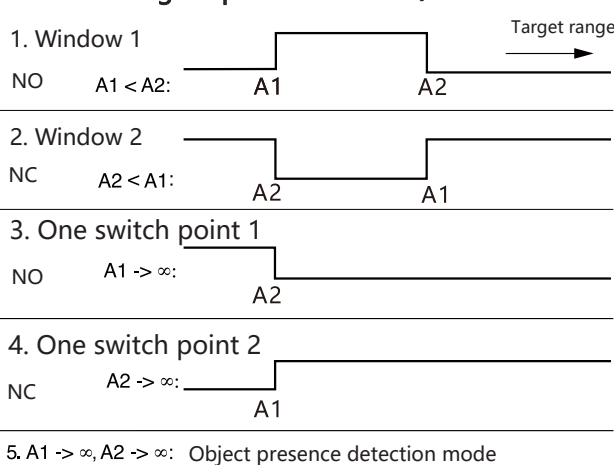 Target range
1. Window 1
NO A1 < A2:
A1 A2
2. Window 2
NC A2 < A1:
A2 A1
3. One switch point 1
NO A1 -> ∞:
A2
4. One switch point 2
NC A2 -> ∞:
A1
5. A1 -> ∞, A2 -> ∞: Object presence detection mode